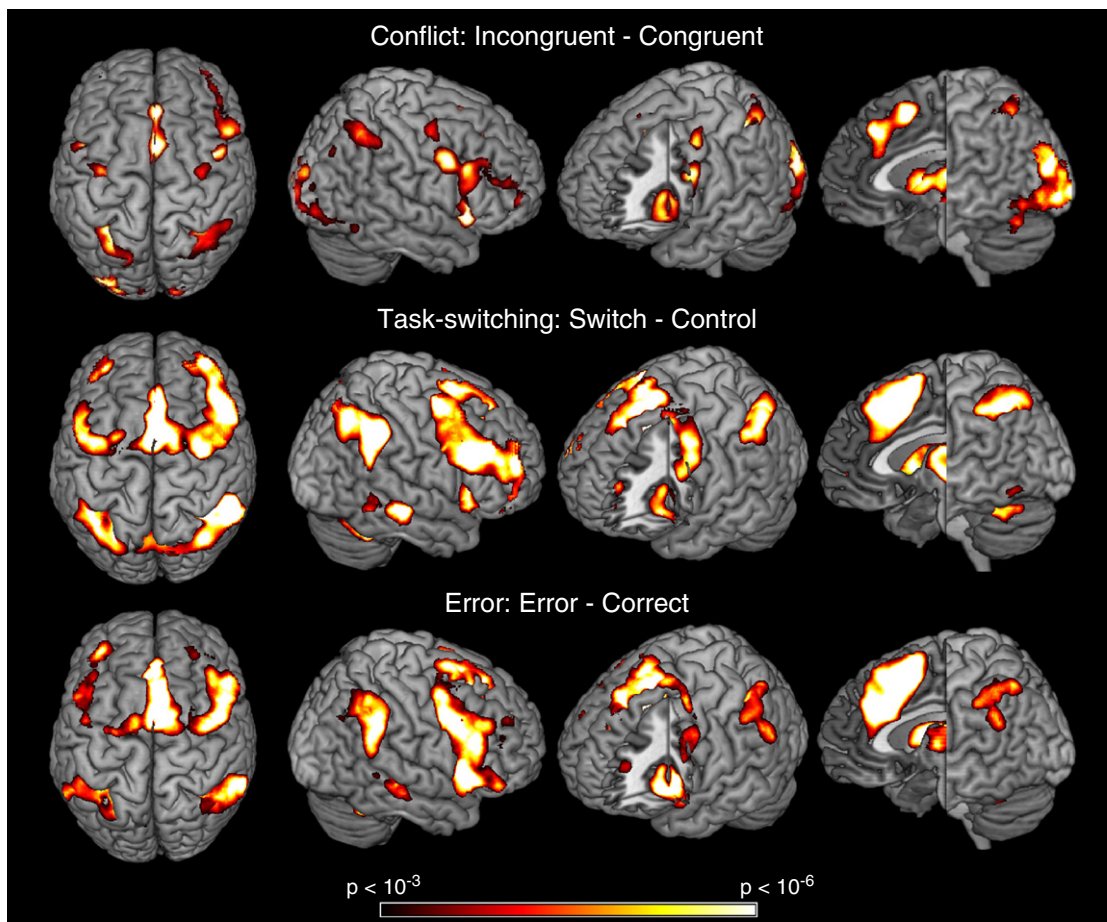 Conflict: Incongruent - Congruent
Task-switching: Switch - Control
Error: Error - Correct
p < 10⁻³ p < 10⁻⁶